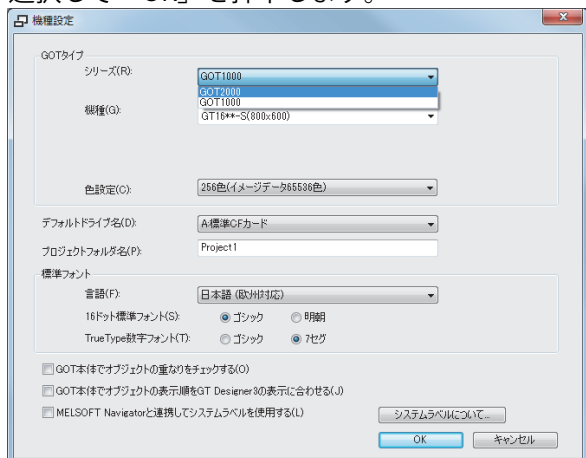 選択して「OK」を押下します。
機種設定
GOTタイプ
シリーズ(R):
GOT1000
GOT2000
GOT1000
機種(G):
GT16**-S(800x600)
色設定(C):
256色(イメージデータ65536色)
デフォルトドライブ名(D):
A:標準CFカード
プロジェクトフォルダ名(P):
Project1
標準フォント
言語(F):
日本語 (欧州対応)
16ドット標準フォント(S):
ゴシック
明朝
TrueType数字フォント(T):
ゴシック
7セグ
GOT本体でオブジェクトの重なりをチェックする(O)
GOT本体でオブジェクトの表示順をGT Designer3の表示に合わせる(J)
MELSOFT Navigatorと連携してシステムラベルを使用する(L)
システムラベルについて...
OK
キャンセル